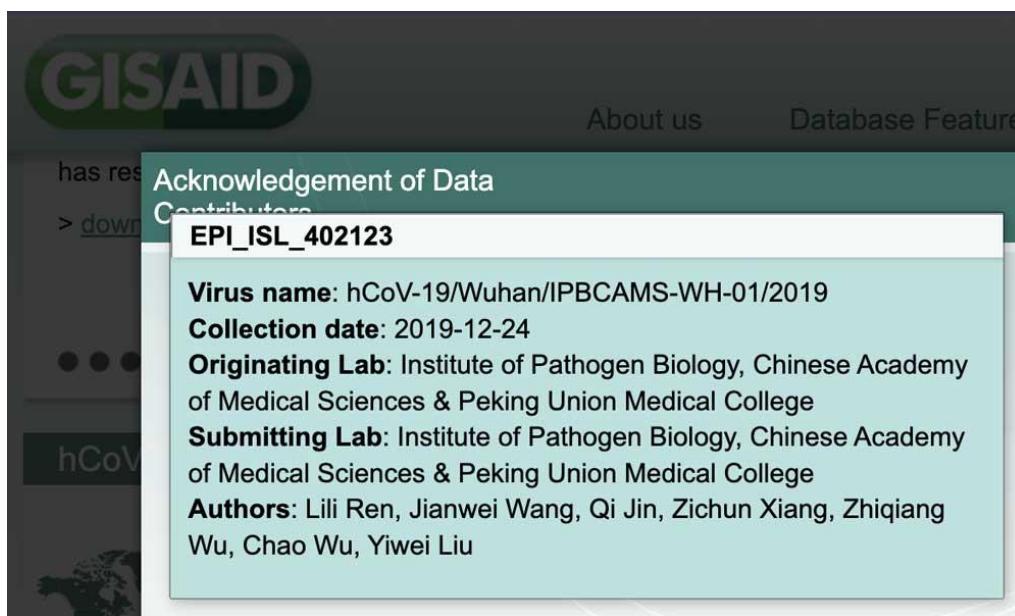 GISAID
About us Database Feature
has res
Acknowledgement of Data
Contributors
> down
EPI_ISL_402123
Virus name: hCoV-19/Wuhan/IPBCAMS-WH-01/2019
Collection date: 2019-12-24
Originating Lab: Institute of Pathogen Biology, Chinese Academy
of Medical Sciences & Peking Union Medical College
Submitting Lab: Institute of Pathogen Biology, Chinese Academy
of Medical Sciences & Peking Union Medical College
Authors: Lili Ren, Jianwei Wang, Qi Jin, Zichun Xiang, Zhiqiang
Wu, Chao Wu, Yiwei Liu
hCoV